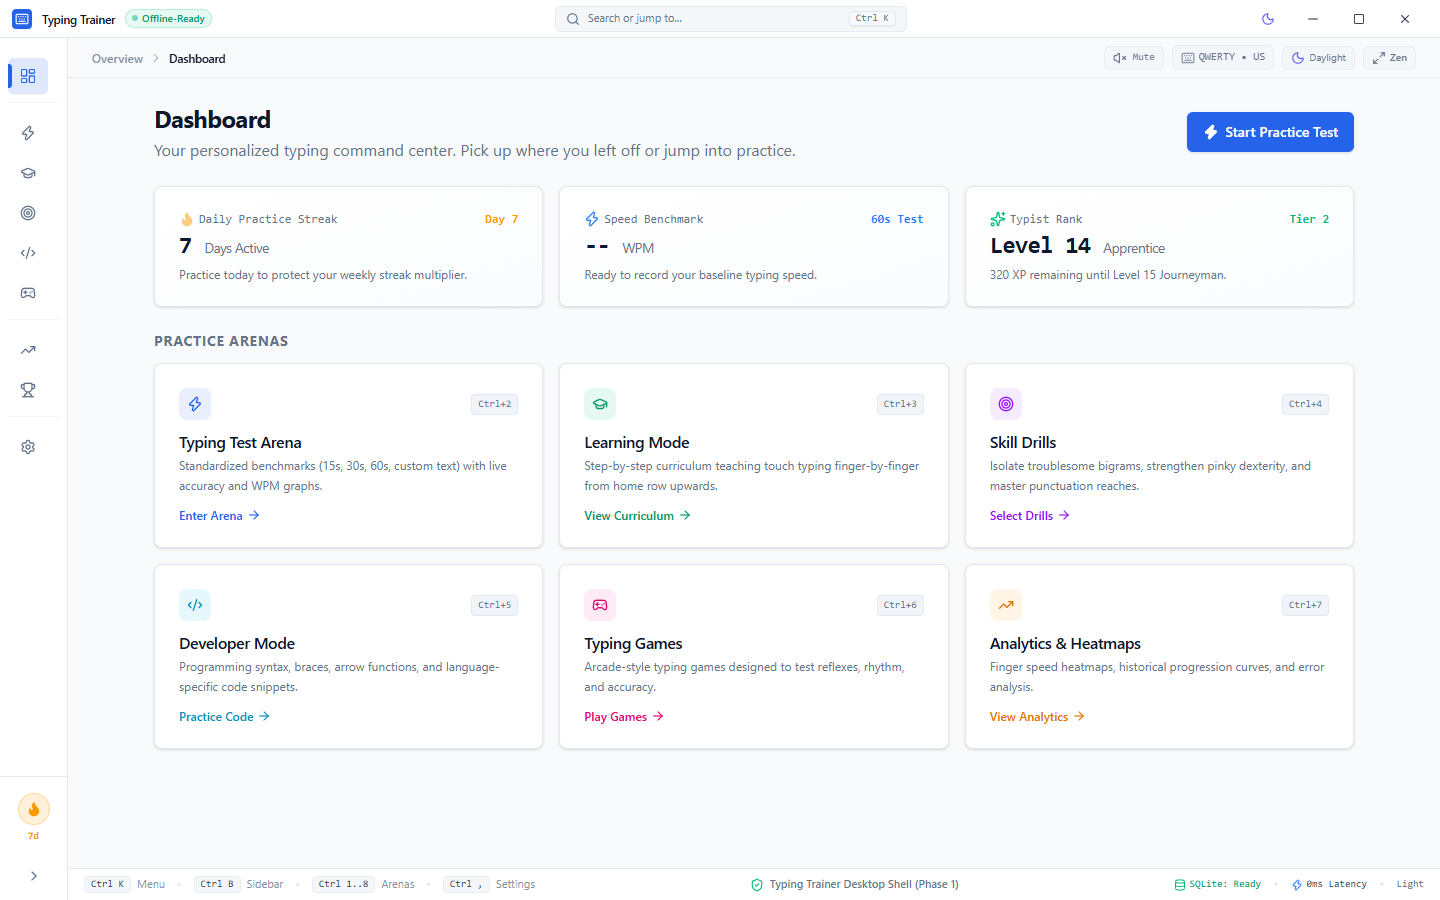 Typing Trainer
Offline-Ready
Search or jump to...
Ctrl K
Overview
Dashboard
Mute
QWERTY • US
Daylight
Zen
Dashboard
Your personalized typing command center. Pick up where you left off or jump into practice.
Start Practice Test
Daily Practice Streak
Day 7
7 Days Active
Practice today to protect your weekly streak multiplier.
Speed Benchmark
60s Test
-- WPM
Ready to record your baseline typing speed.
Typist Rank
Tier 2
Level 14 Apprentice
320 XP remaining until Level 15 Journeyman.
PRACTICE ARENAS
Ctrl+2
Typing Test Arena
Standardized benchmarks (15s, 30s, 60s, custom text) with live
accuracy and WPM graphs.
Enter Arena
Ctrl+3
Learning Mode
Step-by-step curriculum teaching touch typing finger-by-finger
from home row upwards.
View Curriculum
Ctrl+4
Skill Drills
Isolate troublesome bigrams, strengthen pinky dexterity, and
master punctuation reaches.
Select Drills
Ctrl+5
Developer Mode
Programming syntax, braces, arrow functions, and language-
specific code snippets.
Practice Code
Ctrl+6
Typing Games
Arcade-style typing games designed to test reflexes, rhythm,
and accuracy.
Play Games
Ctrl+7
Analytics & Heatmaps
Finger speed heatmaps, historical progression curves, and error
analysis.
View Analytics
7d
Ctrl K Menu
Ctrl B Sidebar
Ctrl 1..8 Arenas
Ctrl , Settings
Typing Trainer Desktop Shell (Phase 1)
SQLite: Ready
0ms Latency
Light